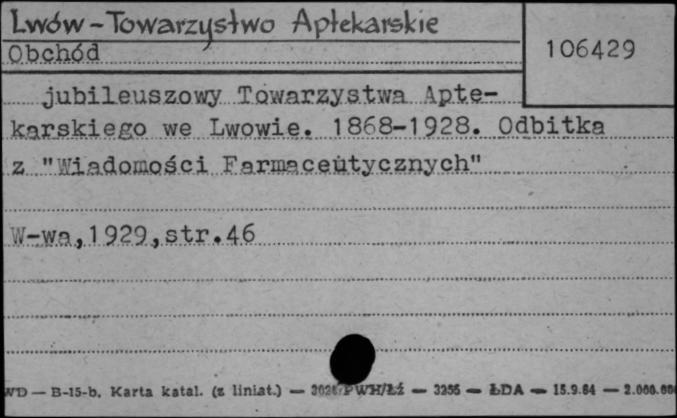 Lwów - Towarzystwo Aptekarskie
106429
Obchód
jubileuszowy Towarzystwa Apte-
karskiego we Lwowie. 1868-1928. Odbitka
z "Wiadomości Farmaceutycznych"
W-wa, 1929, str. 46
WD — B-15-b. Karta katal. (z liniat.) — PWH/Łź — 3255 — ŁDA — 15.9.64 — 2.000.000